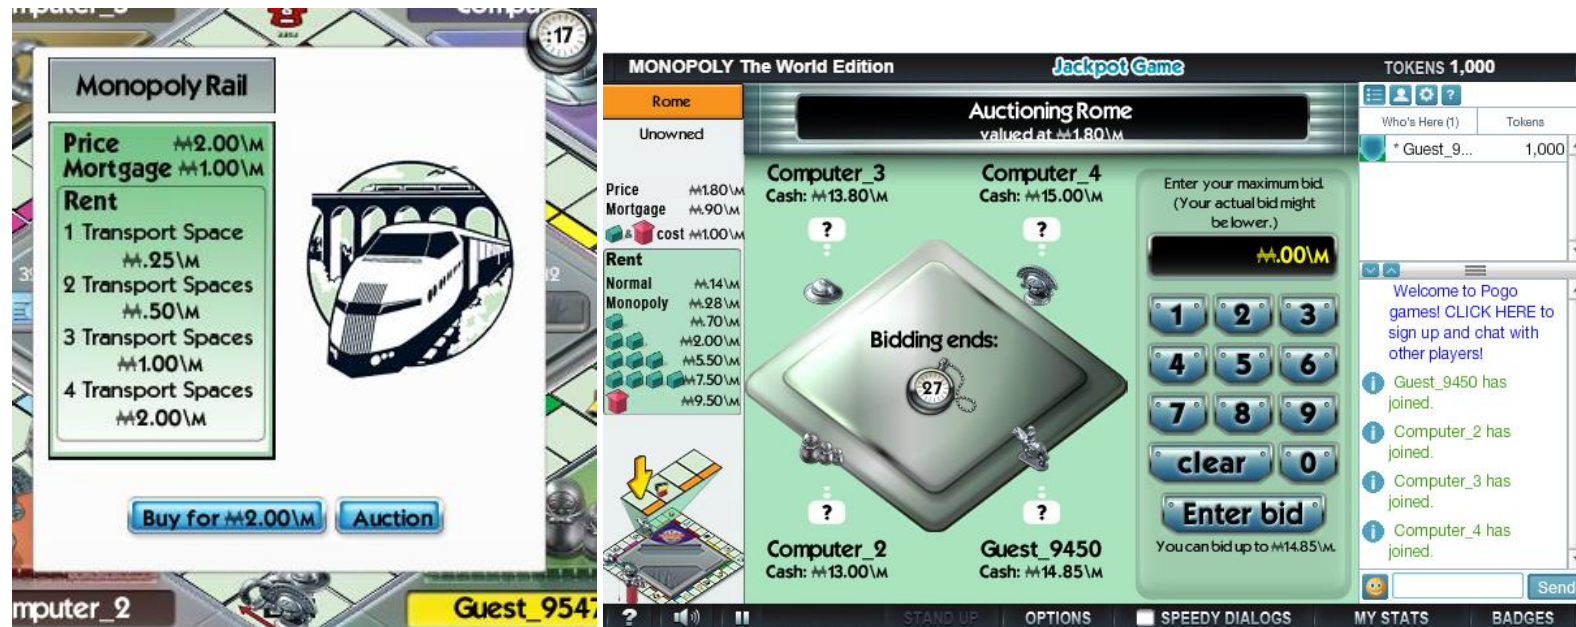 :17
Monopoly Rail
Price ₩2.00\M
Mortgage ₩1.00\M
Rent
1 Transport Space
₩.25\M
2 Transport Spaces
₩.50\M
3 Transport Spaces
₩1.00\M
4 Transport Spaces
₩2.00\M
Buy for ₩2.00\M
Auction
mputer_2
Guest_9547
MONOPOLY The World Edition
Jackpot Game
TOKENS 1,000
Rome
Unowned
Price ₩1.80\M
Mortgage ₩.90\M
& cost ₩1.00\M
Rent
Normal ₩.14\M
Monopoly ₩.28\M
₩.70\M
₩2.00\M
₩5.50\M
₩7.50\M
₩9.50\M
Auctioning Rome
valued at ₩1.80\M
Computer_3
Cash: ₩13.80\M
?
Computer_4
Cash: ₩15.00\M
?
Bidding ends:
27
?
Computer_2
Cash: ₩13.00\M
?
Guest_9450
Cash: ₩14.85\M
Enter your maximum bid.
(Your actual bid might
be lower.)
₩.00\M
1 2 3
4 5 6
7 8 9
clear 0
Enter bid
You can bid up to ₩14.85\M.
?
Who's Here (1) Tokens
* Guest_9... 1,000
Welcome to Pogo
games! CLICK HERE to
sign up and chat with
other players!
Guest_9450 has
joined.
Computer_2 has
joined.
Computer_3 has
joined.
Computer_4 has
joined.
Send
?
STAND UP
OPTIONS
SPEEDY DIALOGS
MY STATS
BADGES